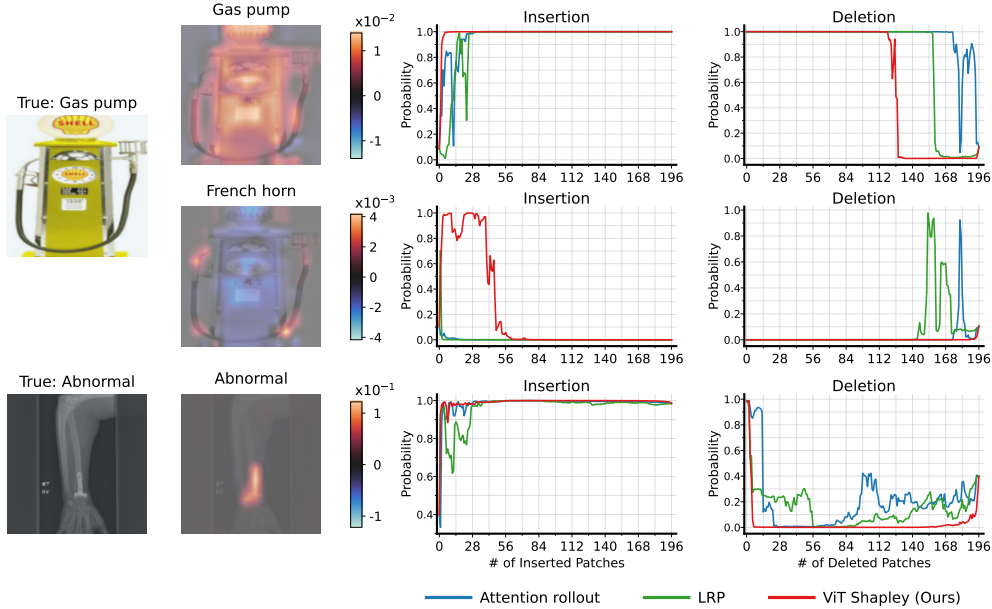 Gas pump
x10⁻²
1
0
-1
Insertion
Probability
1.0
0.8
0.6
0.4
0.2
0.0
0 28 56 84 112 140 168 196
Deletion
Probability
1.0
0.8
0.6
0.4
0.2
0.0
0 28 56 84 112 140 168 196
True: Gas pump
SHELL
SHELL
French horn
x10⁻³
4
2
0
-2
-4
Insertion
Probability
1.0
0.8
0.6
0.4
0.2
0.0
0 28 56 84 112 140 168 196
Deletion
Probability
1.0
0.8
0.6
0.4
0.2
0.0
0 28 56 84 112 140 168 196
True: Abnormal
Abnormal
x10⁻¹
1
0
-1
Insertion
Probability
1.0
0.8
0.6
0.4
0 28 56 84 112 140 168 196
# of Inserted Patches
Deletion
Probability
1.0
0.8
0.6
0.4
0.2
0.0
0 28 56 84 112 140 168 196
# of Deleted Patches
Attention rollout
LRP
ViT Shapley (Ours)